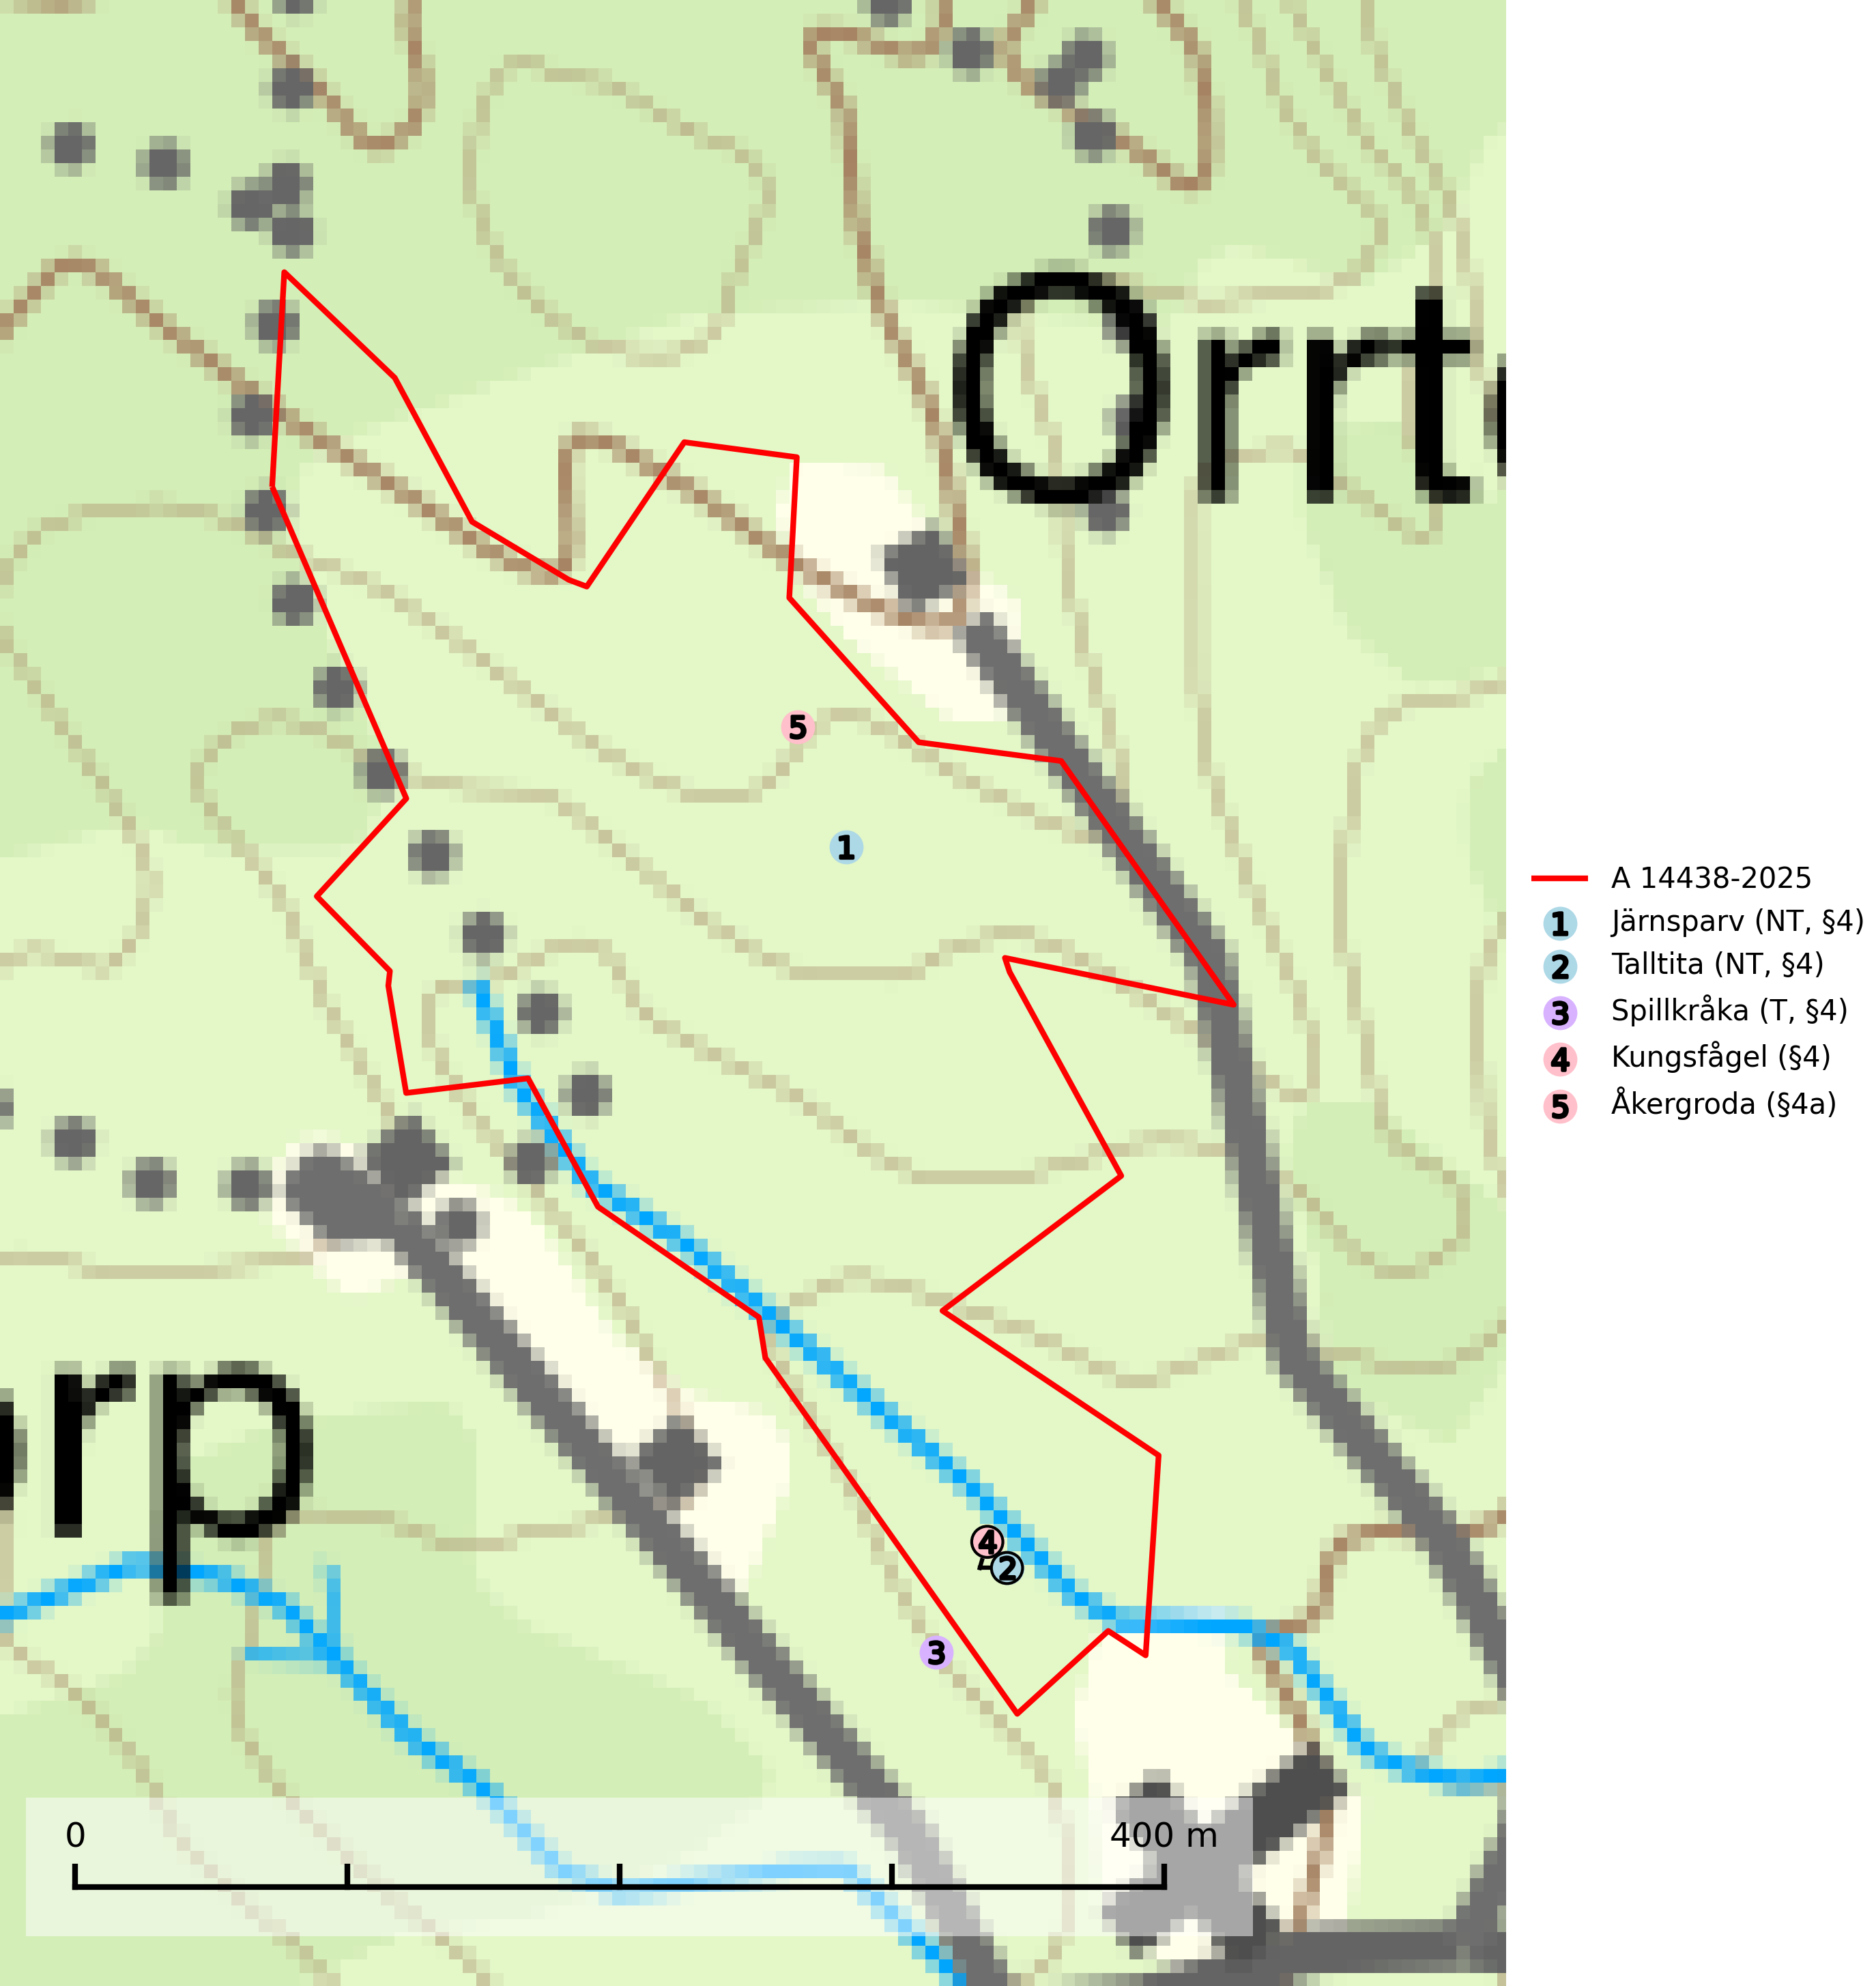 Orrt
rp
5
1
4
2
3
0
400 m
A 14438-2025
1 Järnsparv (NT, §4)
2 Talltita (NT, §4)
3 Spillkråka (T, §4)
4 Kungsfågel (§4)
5 Åkergroda (§4a)